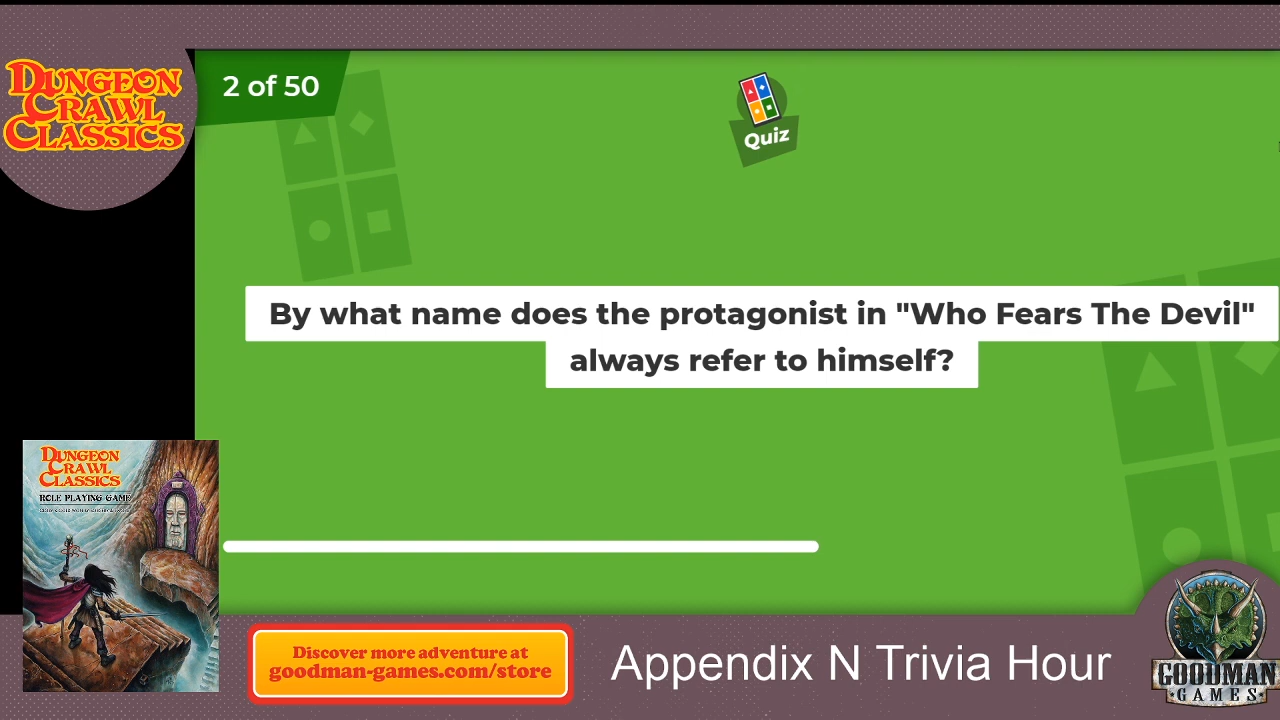 DUNGEON
CRAWL
CLASSICS
2 of 50
Quiz
By what name does the protagonist in "Who Fears The Devil"
always refer to himself?
DUNGEON
CRAWL
CLASSICS
ROLE PLAYING GAME
Discover more adventure at
goodman-games.com/store
Appendix N Trivia Hour
GOODMAN
GAMES